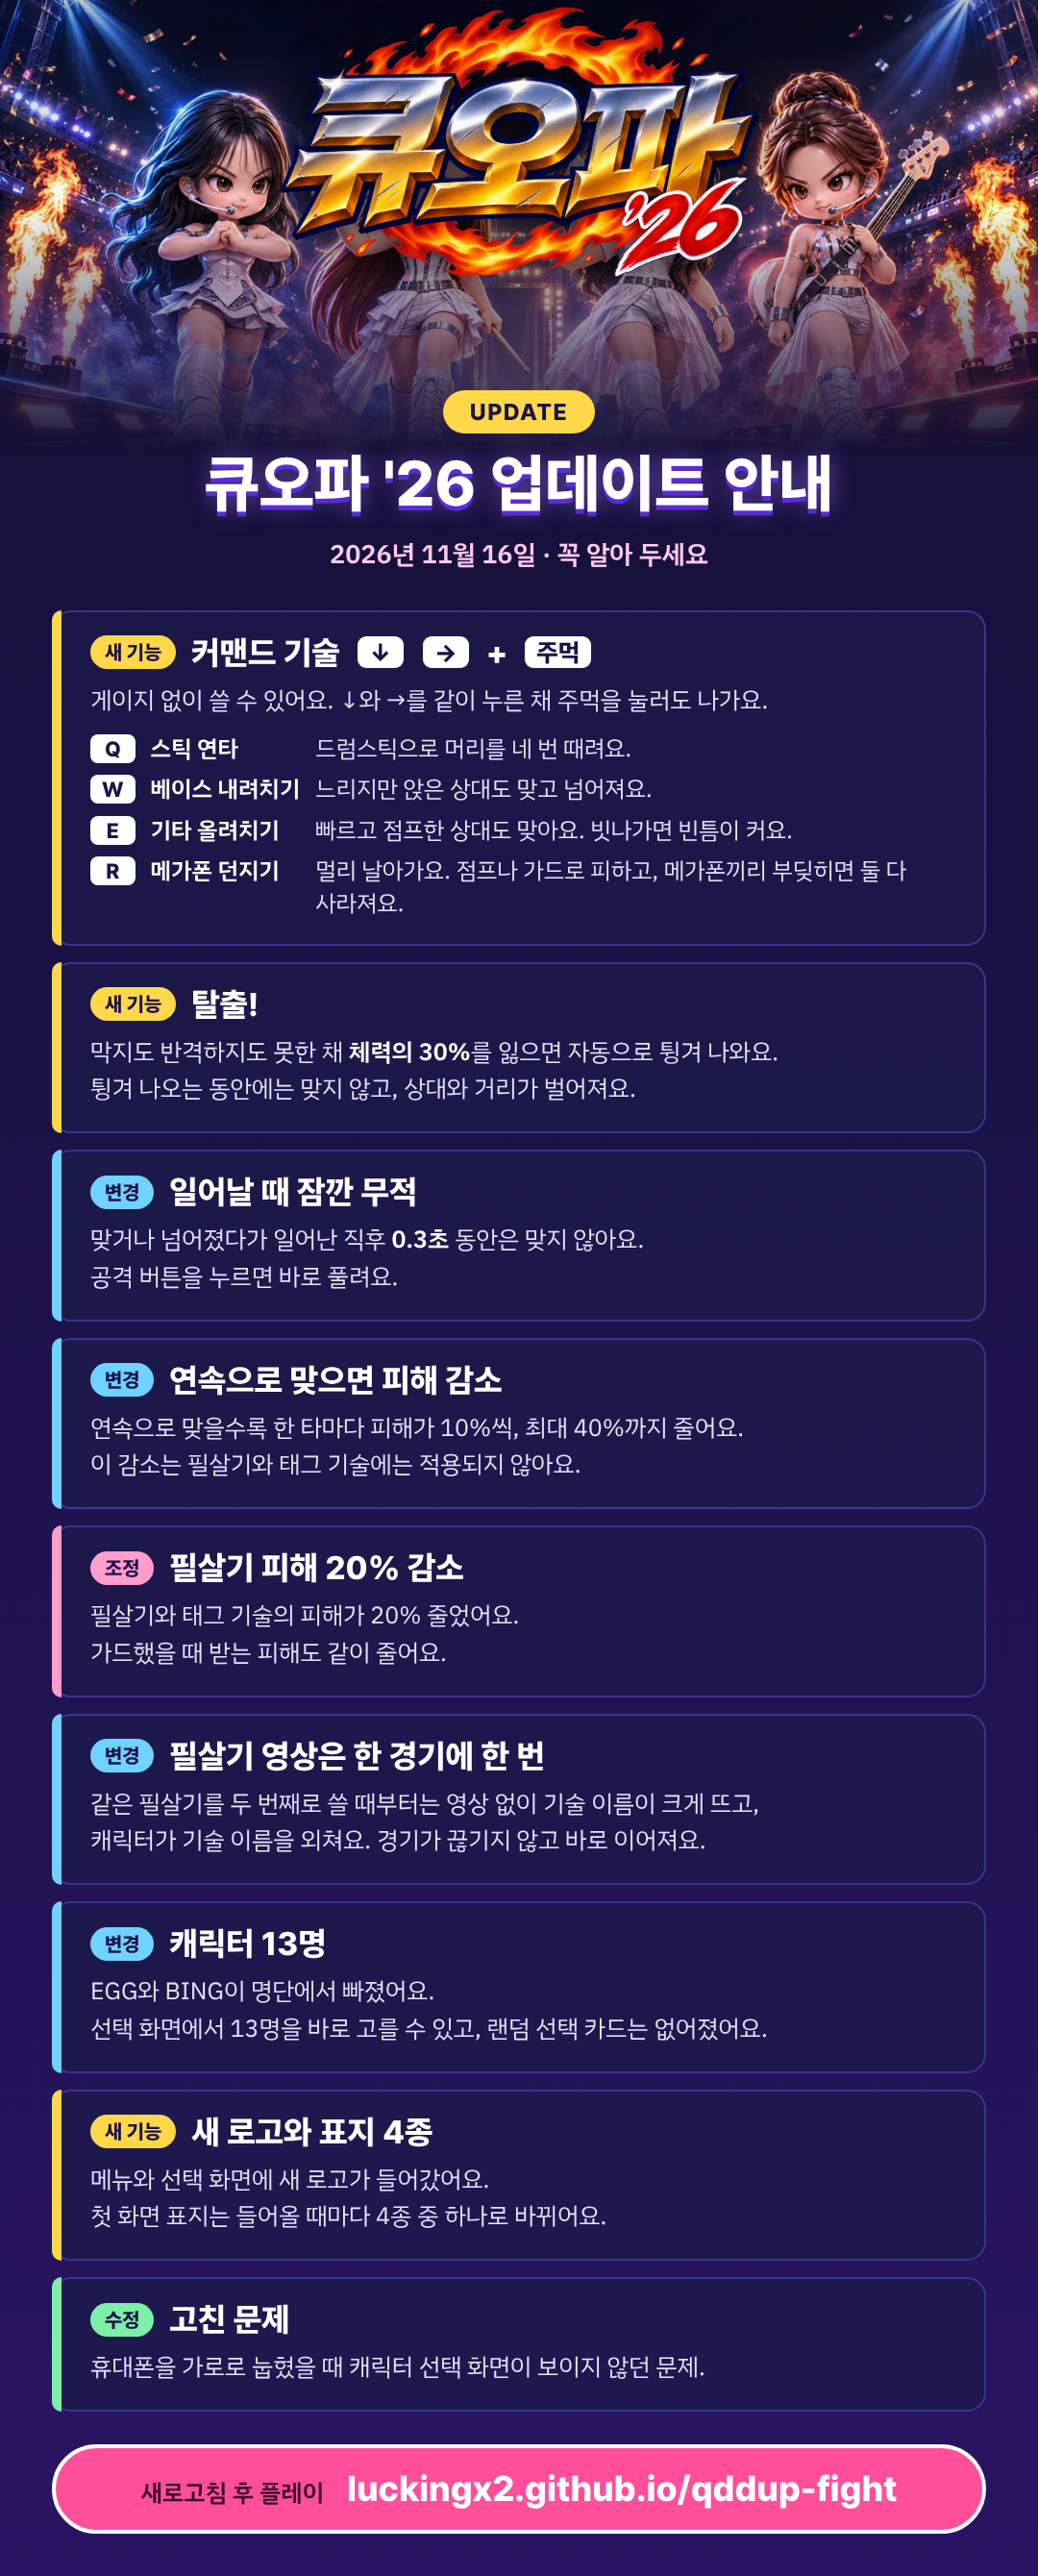 큐오파
'26
UPDATE
큐오파 '26 업데이트 안내
2026년 11월 16일 · 꼭 알아 두세요
새 기능 커맨드 기술 ↓ → + 주먹
게이지 없이 쓸 수 있어요. ↓와 →를 같이 누른 채 주먹을 눌러도 나가요.
Q 스틱 연타 드럼스틱으로 머리를 네 번 때려요.
W 베이스 내려치기 느리지만 앉은 상대도 맞고 넘어져요.
E 기타 올려치기 빠르고 점프한 상대도 맞아요. 빗나가면 빈틈이 커요.
R 메가폰 던지기 멀리 날아가요. 점프나 가드로 피하고, 메가폰끼리 부딪히면 둘 다
사라져요.
새 기능 탈출!
막지도 반격하지도 못한 채 체력의 30%를 잃으면 자동으로 튕겨 나와요.
튕겨 나오는 동안에는 맞지 않고, 상대와 거리가 벌어져요.
변경 일어날 때 잠깐 무적
맞거나 넘어졌다가 일어난 직후 0.3초 동안은 맞지 않아요.
공격 버튼을 누르면 바로 풀려요.
변경 연속으로 맞으면 피해 감소
연속으로 맞을수록 한 타마다 피해가 10%씩, 최대 40%까지 줄어요.
이 감소는 필살기와 태그 기술에는 적용되지 않아요.
조정 필살기 피해 20% 감소
필살기와 태그 기술의 피해가 20% 줄었어요.
가드했을 때 받는 피해도 같이 줄어요.
변경 필살기 영상은 한 경기에 한 번
같은 필살기를 두 번째로 쓸 때부터는 영상 없이 기술 이름이 크게 뜨고,
캐릭터가 기술 이름을 외쳐요. 경기가 끊기지 않고 바로 이어져요.
변경 캐릭터 13명
EGG와 BING이 명단에서 빠졌어요.
선택 화면에서 13명을 바로 고를 수 있고, 랜덤 선택 카드는 없어졌어요.
새 기능 새 로고와 표지 4종
메뉴와 선택 화면에 새 로고가 들어갔어요.
첫 화면 표지는 들어올 때마다 4종 중 하나로 바뀌어요.
수정 고친 문제
휴대폰을 가로로 눕혔을 때 캐릭터 선택 화면이 보이지 않던 문제.
새로고침 후 플레이 luckingx2.github.io/qddup-fight